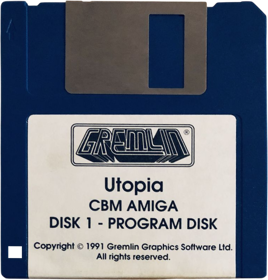 GREMLIN
Utopia
CBM AMIGA
DISK 1 - PROGRAM DISK
Copyright © 1991 Gremlin Graphics Software Ltd.
All rights reserved.